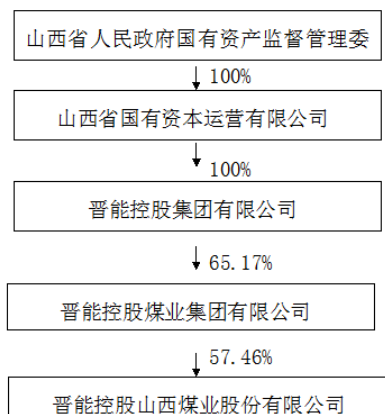 山西省人民政府国有资产监督管理委
100%
山西省国有资本运营有限公司
100%
晋能控股集团有限公司
65.17%
晋能控股煤业集团有限公司
57.46%
晋能控股山西煤业股份有限公司